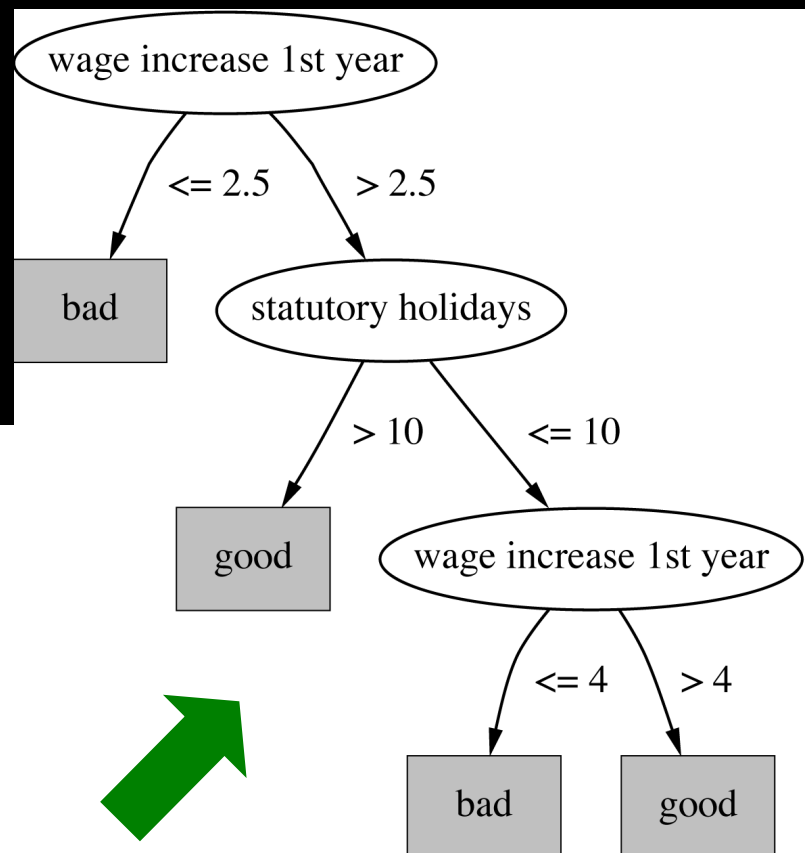 wage increase 1st year
<= 2.5
> 2.5
bad
statutory holidays
> 10
<= 10
good
wage increase 1st year
<= 4
> 4
bad
good